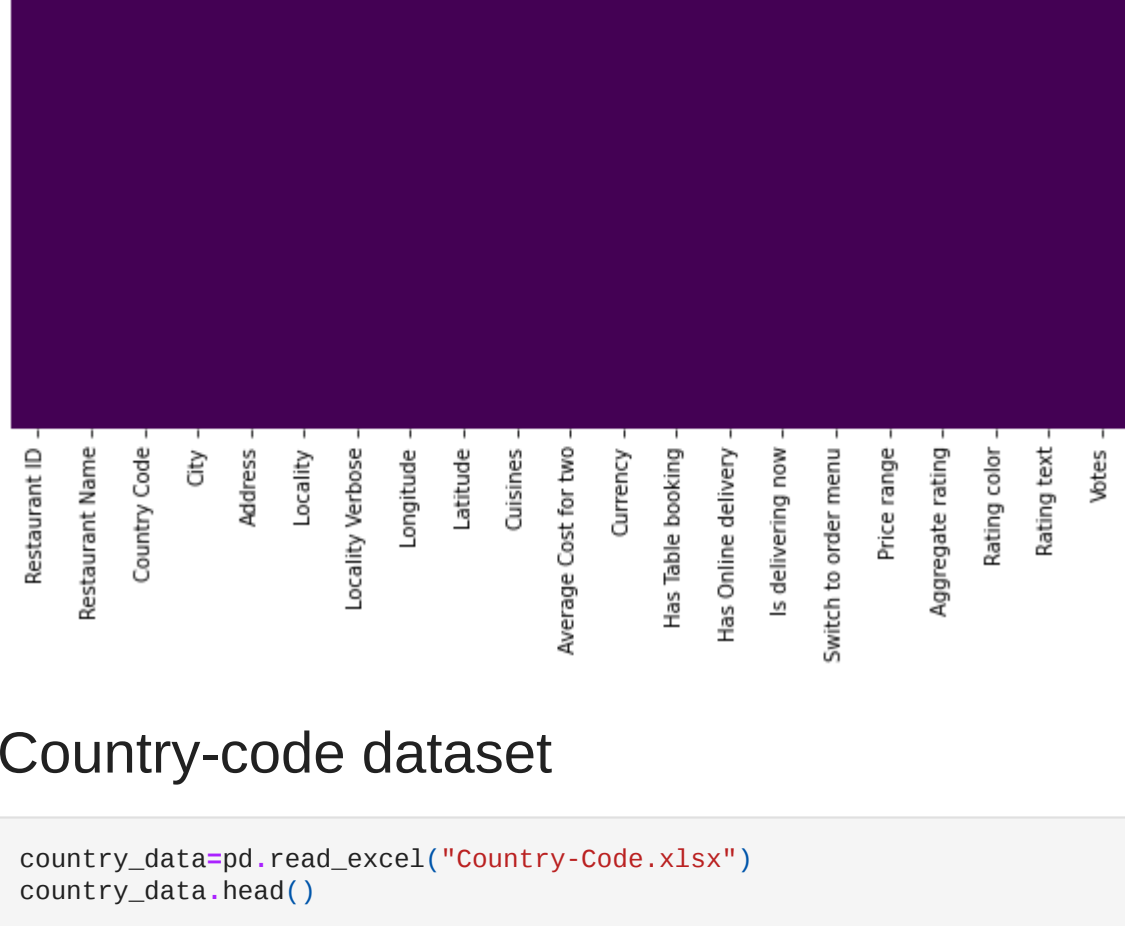 Restaurant ID
Restaurant Name
Country Code
City
Address
Locality
Locality Verbose
Longitude
Latitude
Cuisines
Average Cost for two
Currency
Has Table booking
Has Online delivery
Is delivering now
Switch to order menu
Price range
Aggregate rating
Rating color
Rating text
Votes
Country-code dataset
country_data=pd.read_excel("Country-Code.xlsx")
country_data.head()